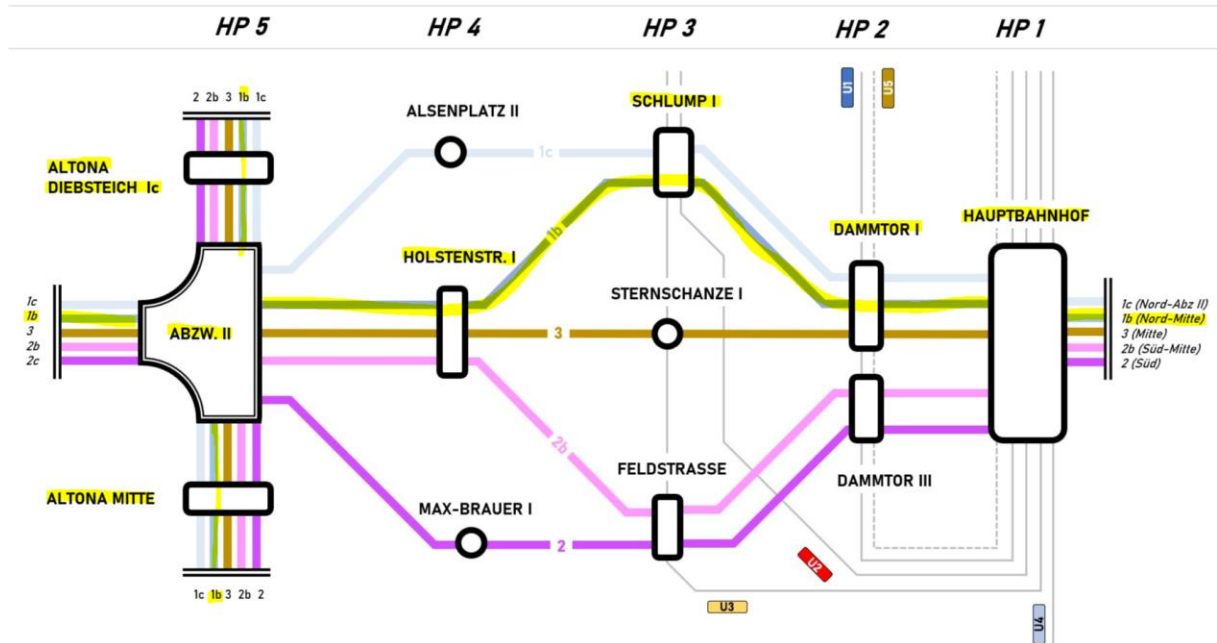 HP 5
HP 4
HP 3
HP 2
HP 1
2 2b 3 1b 1c
U1
U5
ALSENPLATZ II
SCHLUMP I
1c
ALTONA
DIEBSTEICH Ic
HOLSTENSTR. I
1b
DAMMTOR I
HAUPTBAHNHOF
STERNSCHANZE I
1c
1b
3
2b
2c
ABZW. II
3
1c (Nord-Abz II)
1b (Nord-Mitte)
3 (Mitte)
2b (Süd-Mitte)
2 (Süd)
2b
FELDSTRASSE
DAMMTOR III
ALTONA MITTE
MAX-BRAUER I
2
U2
U3
U4
1c 1b 3 2b 2